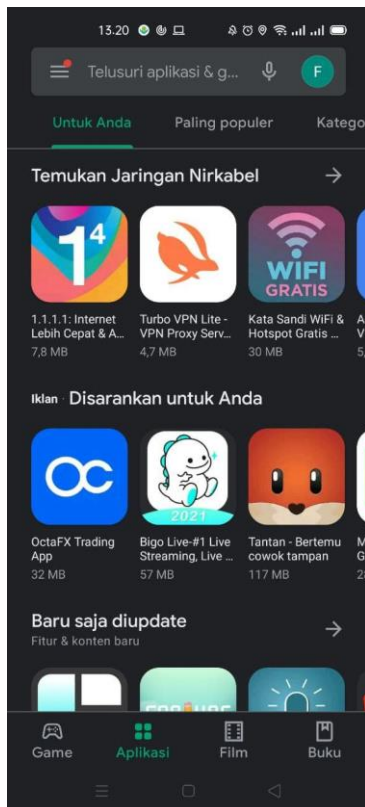 13.20
Telusuri aplikasi & g...
F
Untuk Anda
Paling populer
Katego
Temukan Jaringan Nirkabel
1⁴
WIFI
GRATIS
1.1.1.1: Internet
Lebih Cepat & A...
7,8 MB
Turbo VPN Lite -
VPN Proxy Serv...
4,7 MB
Kata Sandi WiFi &
Hotspot Gratis ...
30 MB
A
V
5,
Iklan · Disarankan untuk Anda
2021
OctaFX Trading
App
32 MB
Bigo Live-#1 Live
Streaming, Live ...
57 MB
Tantan - Bertemu
cowok tampan
117 MB
M
G
28
Baru saja diupdate
Fitur & konten baru
Game
Aplikasi
Film
Buku